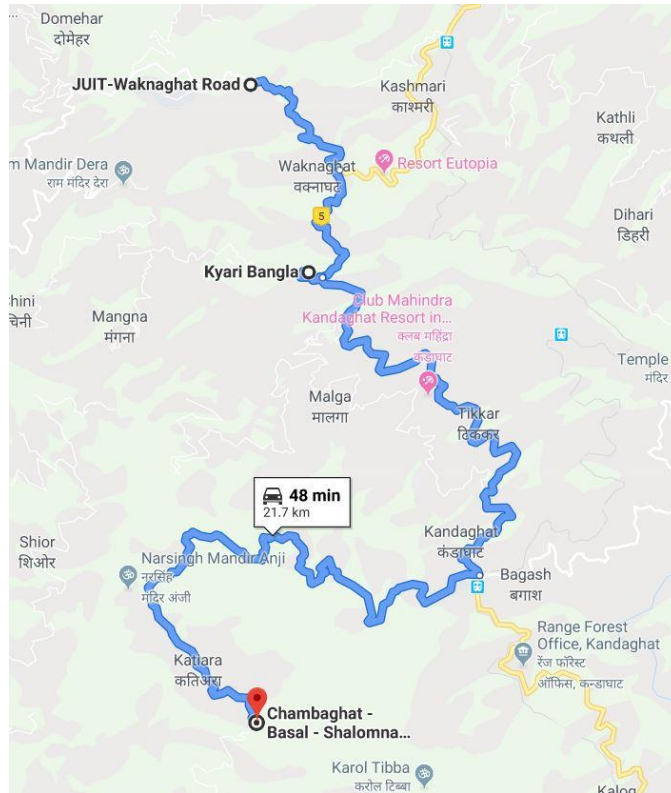 Domehar
दोमेहर
JUIT-Waknaghat Road
Kashmari
काश्मरी
Kathli
कथली
m Mandir Dera
राम मंदिर देरा
Waknaghat
वक्नाघाट
Resort Eutopia
5
Dihari
डिहरी
Kyari Bangla
Chini
चिनी
Mangna
मंगना
Club Mahindra
Kandaghat Resort in...
क्लब महिंद्रा
कंडाघाट
Temple
मंदिर
Malga
मालगा
Tikkar
टिक्कर
48 min
21.7 km
Shior
शिओर
Kandaghat
कंडाघाट
Narsingh Mandir Anji
नरसिंह
मंदिर अंजी
Bagash
बगाश
Range Forest
Office, Kandaghat
रेंज फॉरेस्ट
ऑफिस, कन्डाघाट
Katiara
कतिआरा
Chambaghat -
Basal - Shalomna...
Karol Tibba
करोल टिब्बा
Kalog